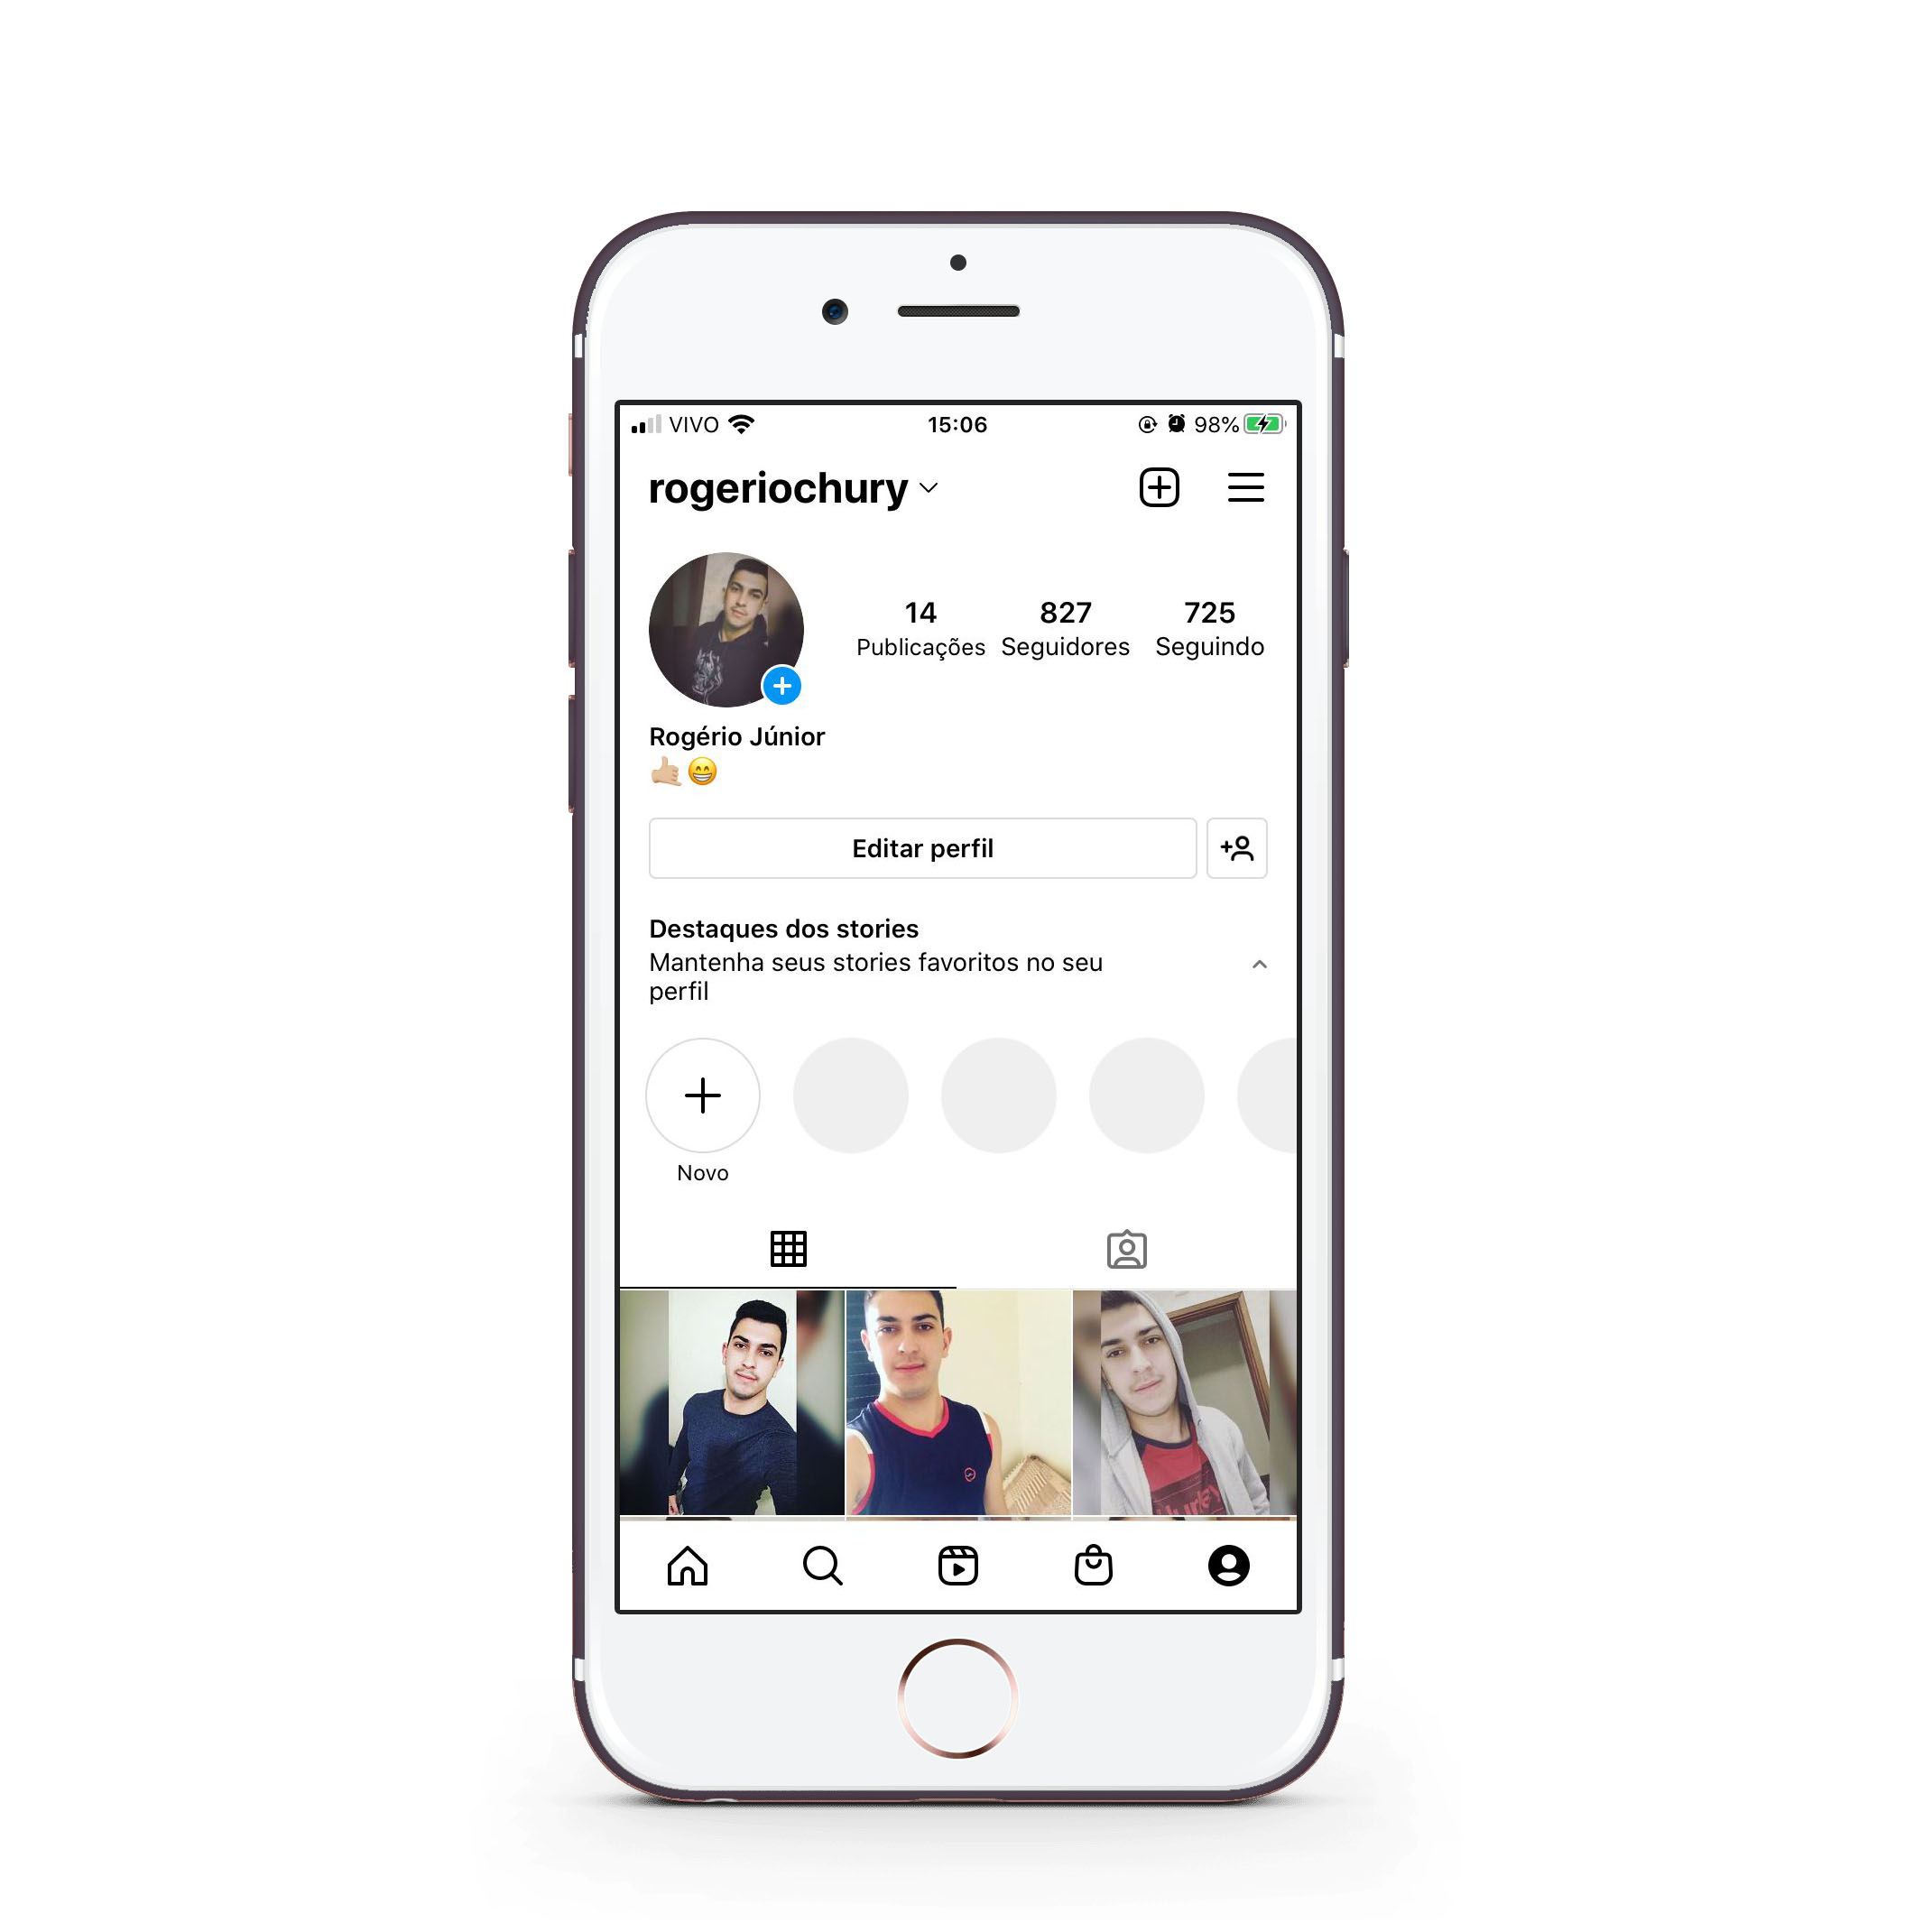 VIVO 15:06 98%
rogeriochury
14 827 725
Publicações Seguidores Seguindo
Rogério Júnior
🤙🏼😁
Editar perfil
Destaques dos stories
Mantenha seus stories favoritos no seu
perfil
Novo
Hurley